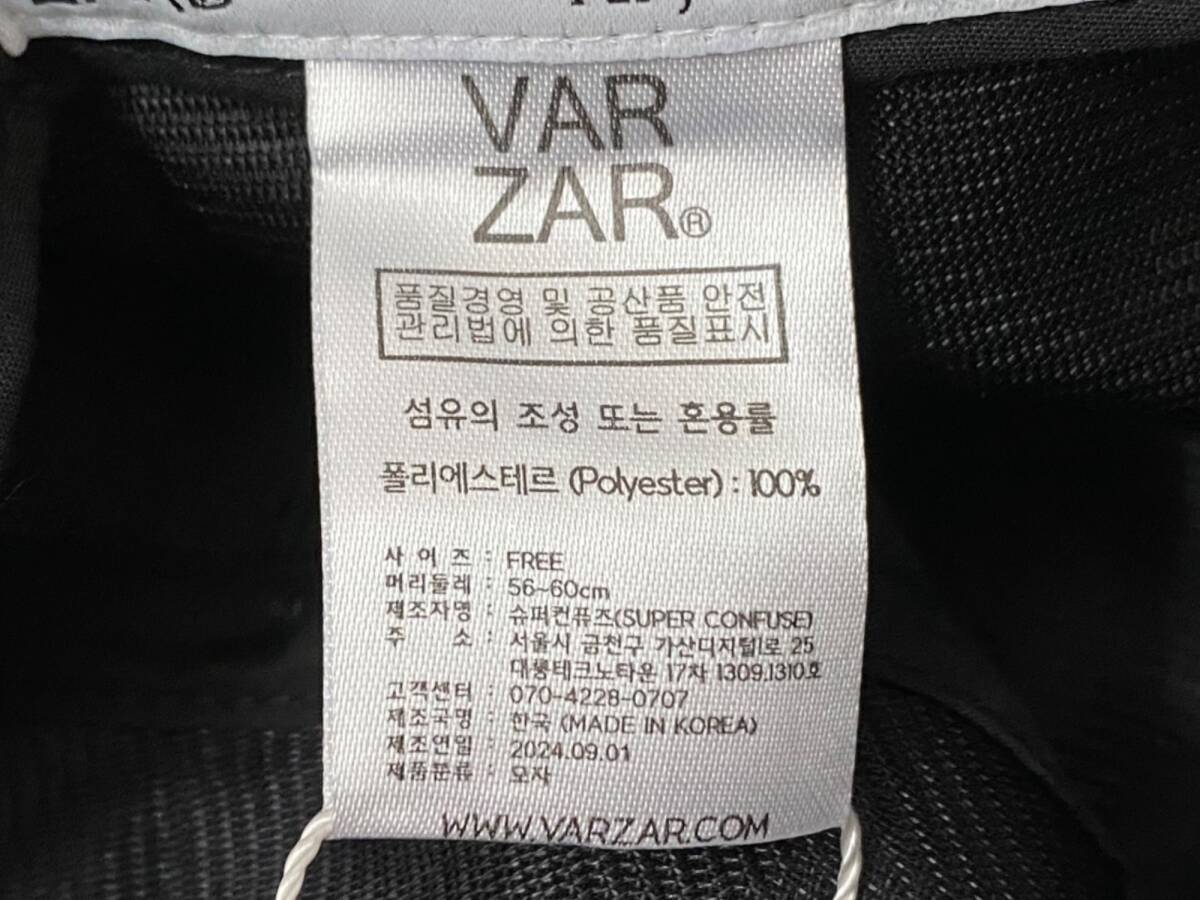 VAR
ZAR®
품질경영 및 공산품 안전
관리법에 의한 품질표시
섬유의 조성 또는 혼용률
폴리에스테르 (Polyester) : 100%
사 이 즈 : FREE
머리둘레 : 56~60cm
제조자명 : 슈퍼컨퓨즈(SUPER CONFUSE)
주 소 : 서울시 금천구 가산디지털1로 25
대륭테크노타운 17차 1309.1310호
고객센터 : 070-4228-0707
제조국명 : 한국 (MADE IN KOREA)
제조연일 : 2024.09.01
제품분류 : 모자
WWW.VARZAR.COM